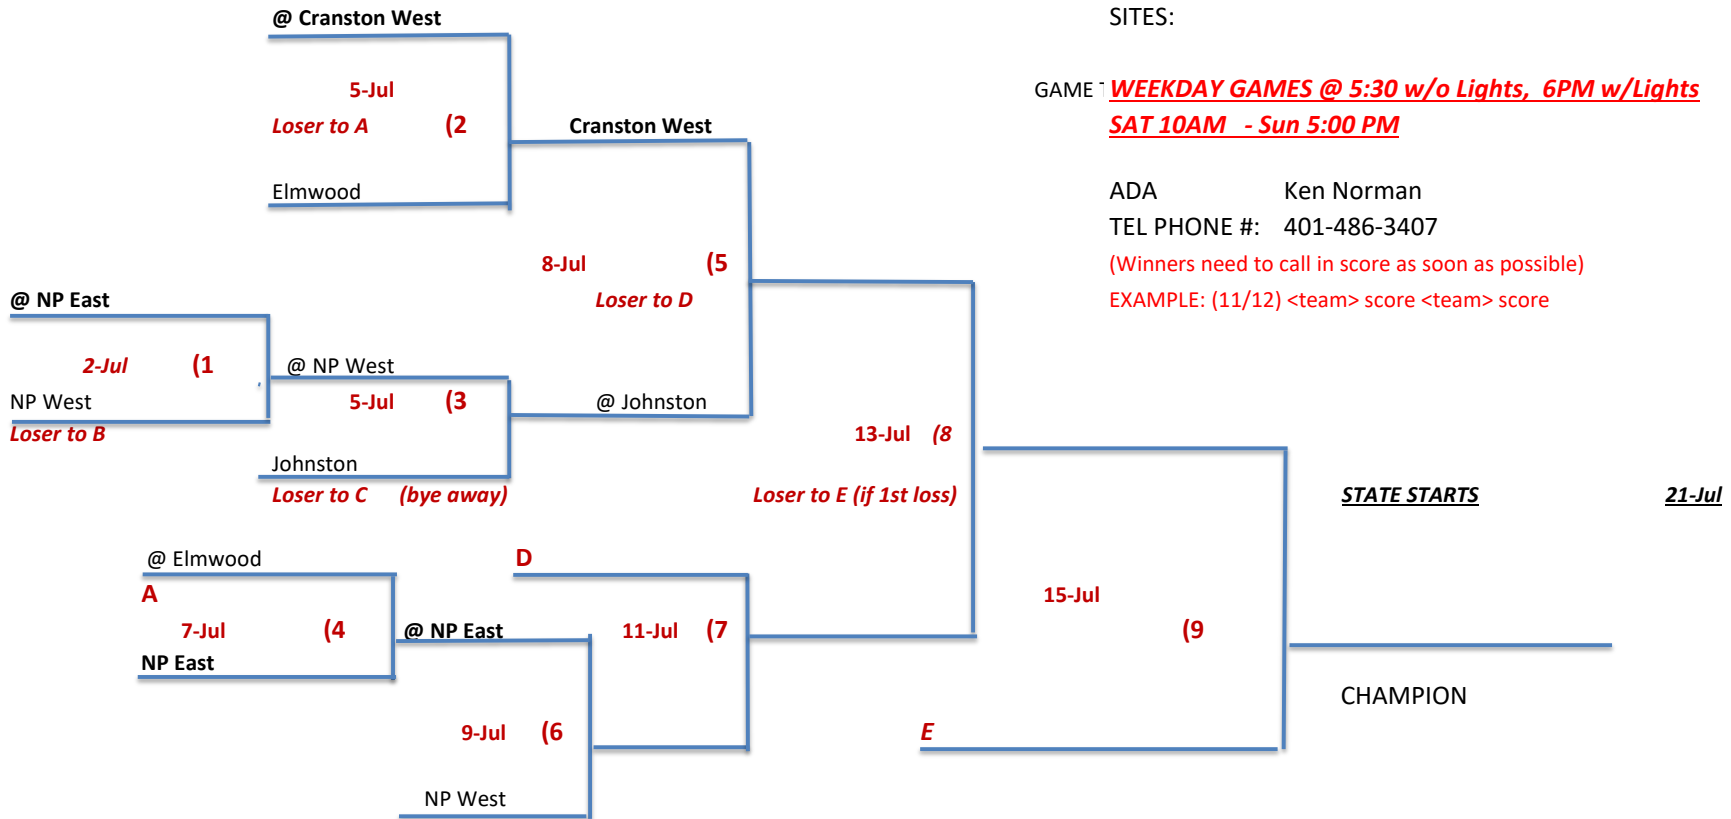 @ Cranston West
SITES:
5-Jul
GAME T WEEKDAY GAMES @ 5:30 w/o Lights, 6PM w/Lights
Loser to A (2 Cranston West
SAT 10AM - Sun 5:00 PM
Elmwood
ADA Ken Norman
TEL PHONE #: 401-486-3407
8-Jul (5
(Winners need to call in score as soon as possible)
@ NP East
Loser to D
EXAMPLE: (11/12) <team> score <team> score
2-Jul (1 @ NP West
NP West
5-Jul (3 @ Johnston
Loser to B
13-Jul (8
Johnston
Loser to C (bye away)
Loser to E (if 1st loss)
STATE STARTS 21-Jul
@ Elmwood
D
A
15-Jul
7-Jul (4 @ NP East
11-Jul (7
(9
NP East
CHAMPION
9-Jul (6
E
NP West